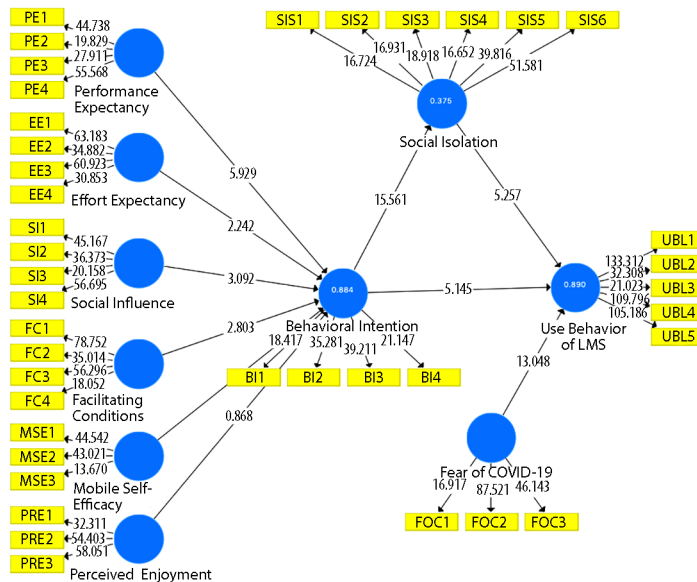 PE1
PE2
PE3
PE4
44.738
19.829
27.911
55.568
Performance
Expectancy
EE1
EE2
EE3
EE4
63.183
34.882
60.923
30.853
Effort Expectancy
SI1
SI2
SI3
SI4
45.167
36.373
20.158
56.695
Social Influence
FC1
FC2
FC3
FC4
78.752
35.014
56.296
18.052
Facilitating
Conditions
MSE1
MSE2
MSE3
44.542
43.021
13.670
Mobile Self-
Efficacy
PRE1
PRE2
PRE3
32.311
54.403
58.051
Perceived Enjoyment
5.929
2.242
3.092
2.803
0.868
0.884
Behavioral Intention
18.417
35.281
39.211
21.147
BI1
BI2
BI3
BI4
SIS1
SIS2
SIS3
SIS4
SIS5
SIS6
16.724
16.931
18.918
16.652
39.816
51.581
0.375
Social Isolation
15.561
5.257
5.145
0.890
Use Behavior
of LMS
133.312
32.308
21.023
109.796
105.186
UBL1
UBL2
UBL3
UBL4
UBL5
13.048
Fear of COVID-19
16.917
87.521
46.143
FOC1
FOC2
FOC3